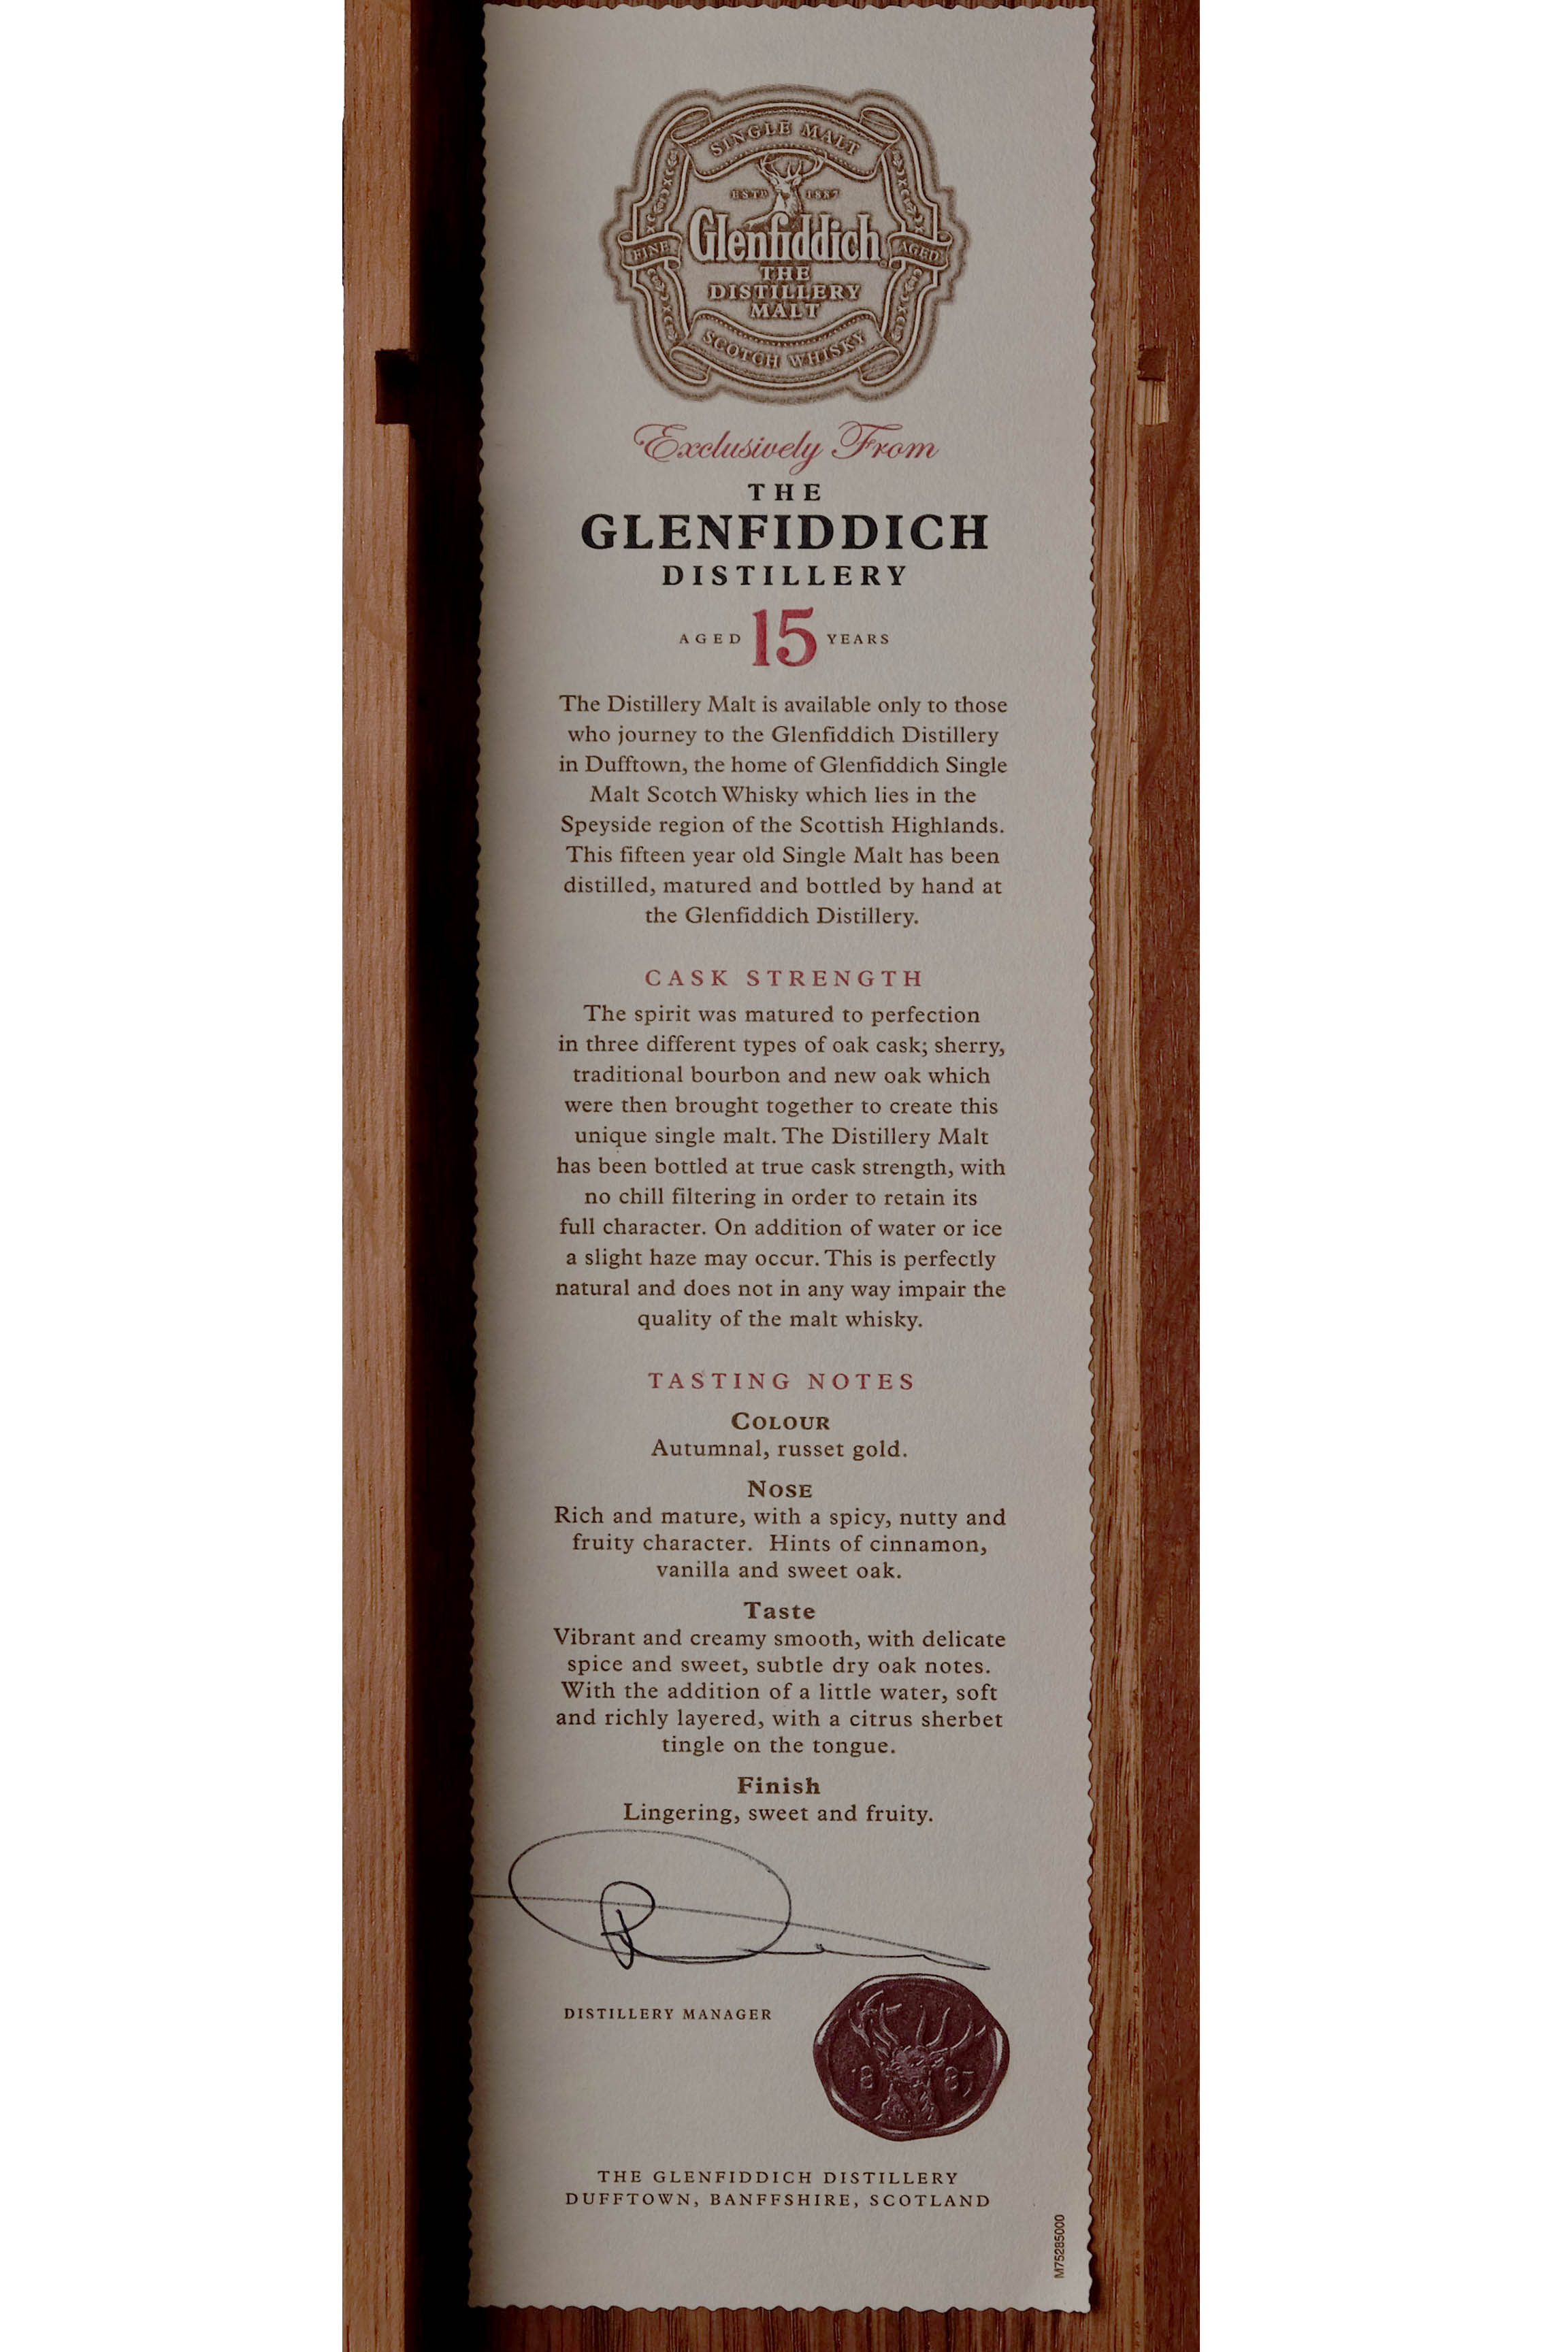 SINGLE MALT
ESTD 1887
Glenfiddich
FINE AGED
THE
DISTILLERY
MALT
SCOTCH WHISKY
Exclusively From
THE
GLENFIDDICH
DISTILLERY
AGED 15 YEARS
The Distillery Malt is available only to those
who journey to the Glenfiddich Distillery
in Dufftown, the home of Glenfiddich Single
Malt Scotch Whisky which lies in the
Speyside region of the Scottish Highlands.
This fifteen year old Single Malt has been
distilled, matured and bottled by hand at
the Glenfiddich Distillery.
CASK STRENGTH
The spirit was matured to perfection
in three different types of oak cask; sherry,
traditional bourbon and new oak which
were then brought together to create this
unique single malt. The Distillery Malt
has been bottled at true cask strength, with
no chill filtering in order to retain its
full character. On addition of water or ice
a slight haze may occur. This is perfectly
natural and does not in any way impair the
quality of the malt whisky.
TASTING NOTES
COLOUR
Autumnal, russet gold.
NOSE
Rich and mature, with a spicy, nutty and
fruity character. Hints of cinnamon,
vanilla and sweet oak.
Taste
Vibrant and creamy smooth, with delicate
spice and sweet, subtle dry oak notes.
With the addition of a little water, soft
and richly layered, with a citrus sherbet
tingle on the tongue.
Finish
Lingering, sweet and fruity.
DISTILLERY MANAGER
1887
THE GLENFIDDICH DISTILLERY
DUFFTOWN, BANFFSHIRE, SCOTLAND
M75285000